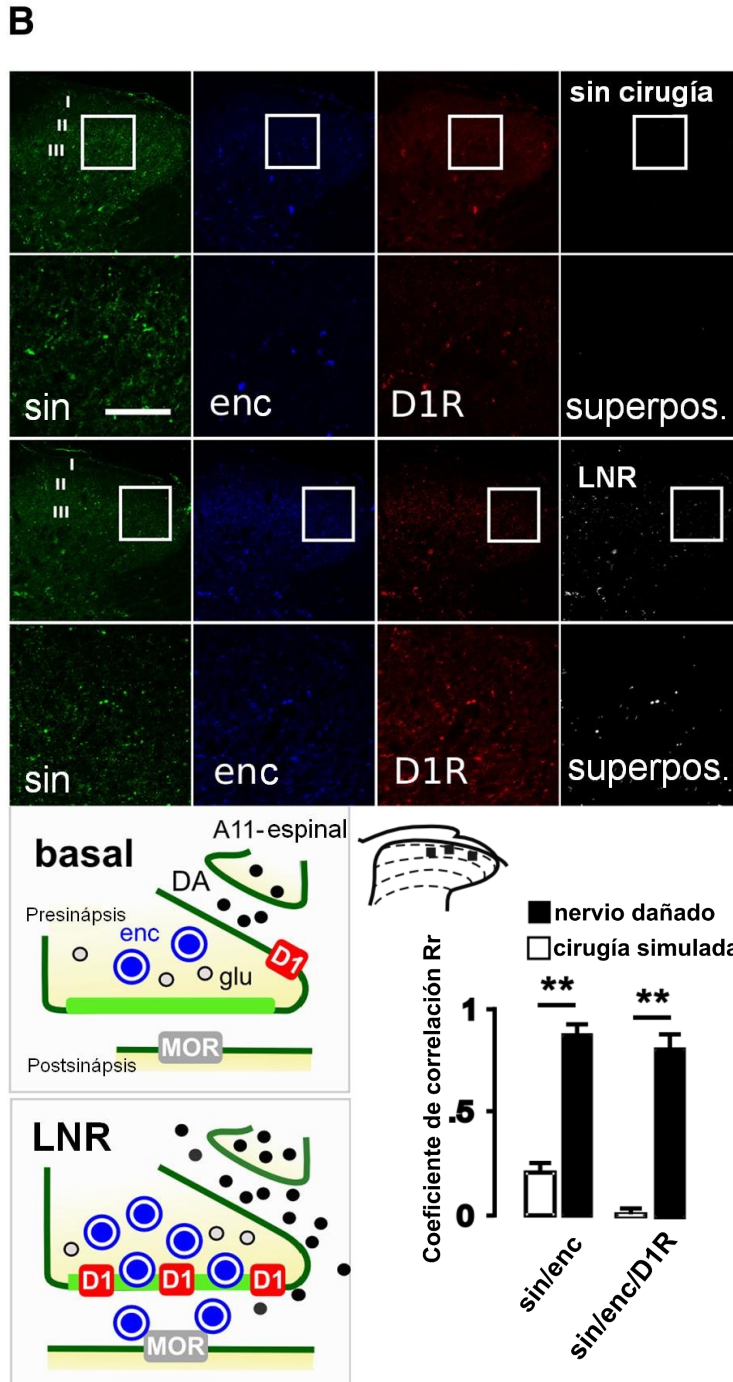 B
I
II
III
sin cirugía
sin
enc
D1R
superpos.
I
II
III
LNR
sin
enc
D1R
superpos.
basal
A11-espinal
DA
Presinápsis
enc
glu
D1
MOR
Postsinápsis
LNR
D1
D1
D1
MOR
nervio dañado
cirugía simulada
Coeficiente de correlación Rr
**
**
1
.5
0
sin/enc
sin/enc/D1R